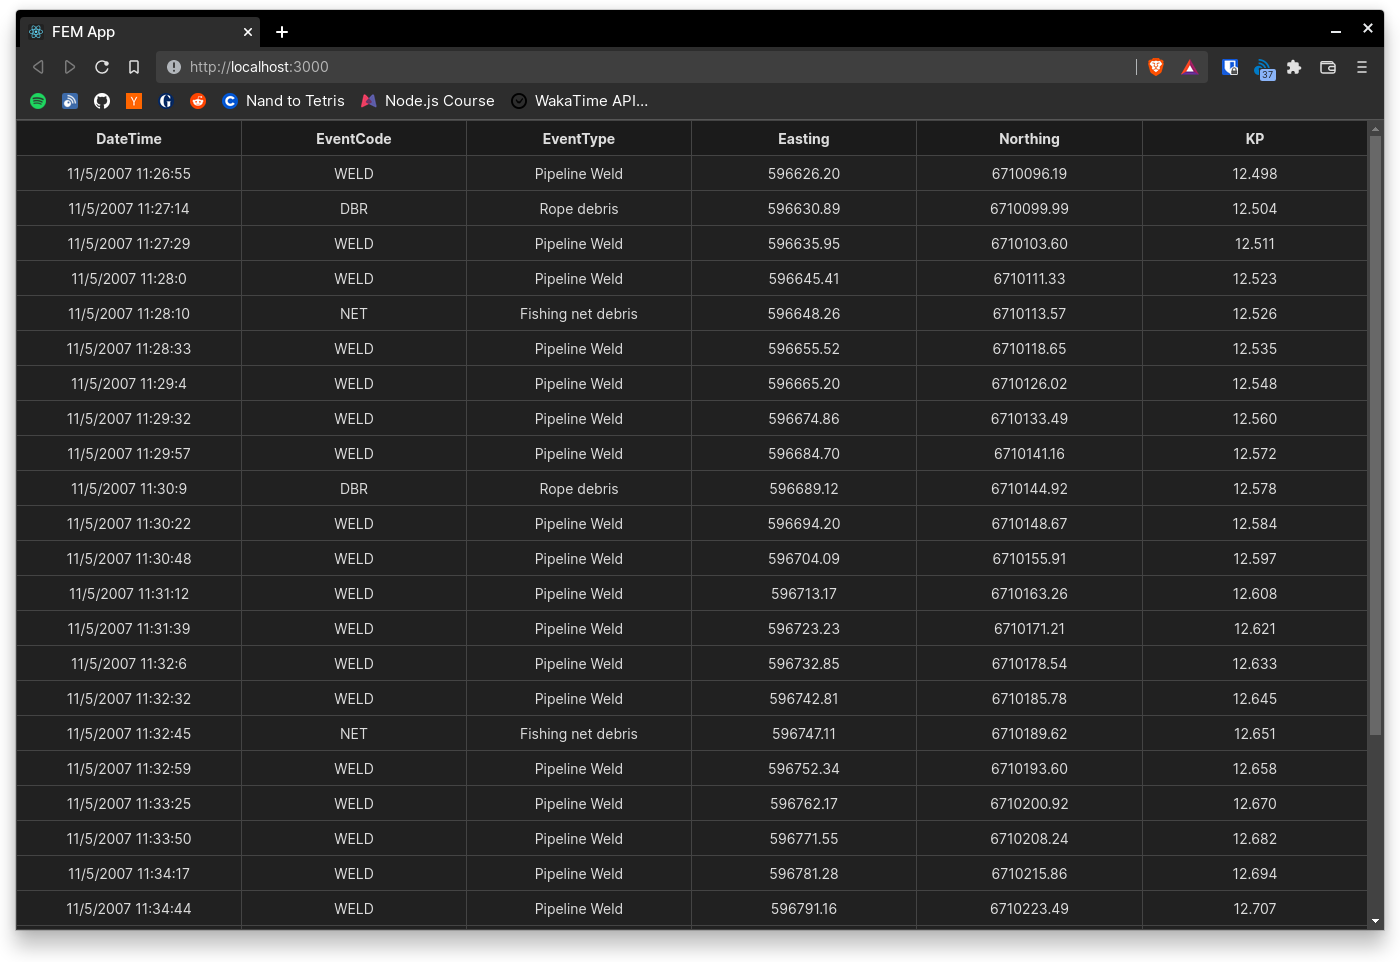 FEM App
http://localhost:3000
37
Y G C Nand to Tetris Node.js Course WakaTime API...
DateTime EventCode EventType Easting Northing KP
11/5/2007 11:26:55 WELD Pipeline Weld 596626.20 6710096.19 12.498
11/5/2007 11:27:14 DBR Rope debris 596630.89 6710099.99 12.504
11/5/2007 11:27:29 WELD Pipeline Weld 596635.95 6710103.60 12.511
11/5/2007 11:28:0 WELD Pipeline Weld 596645.41 6710111.33 12.523
11/5/2007 11:28:10 NET Fishing net debris 596648.26 6710113.57 12.526
11/5/2007 11:28:33 WELD Pipeline Weld 596655.52 6710118.65 12.535
11/5/2007 11:29:4 WELD Pipeline Weld 596665.20 6710126.02 12.548
11/5/2007 11:29:32 WELD Pipeline Weld 596674.86 6710133.49 12.560
11/5/2007 11:29:57 WELD Pipeline Weld 596684.70 6710141.16 12.572
11/5/2007 11:30:9 DBR Rope debris 596689.12 6710144.92 12.578
11/5/2007 11:30:22 WELD Pipeline Weld 596694.20 6710148.67 12.584
11/5/2007 11:30:48 WELD Pipeline Weld 596704.09 6710155.91 12.597
11/5/2007 11:31:12 WELD Pipeline Weld 596713.17 6710163.26 12.608
11/5/2007 11:31:39 WELD Pipeline Weld 596723.23 6710171.21 12.621
11/5/2007 11:32:6 WELD Pipeline Weld 596732.85 6710178.54 12.633
11/5/2007 11:32:32 WELD Pipeline Weld 596742.81 6710185.78 12.645
11/5/2007 11:32:45 NET Fishing net debris 596747.11 6710189.62 12.651
11/5/2007 11:32:59 WELD Pipeline Weld 596752.34 6710193.60 12.658
11/5/2007 11:33:25 WELD Pipeline Weld 596762.17 6710200.92 12.670
11/5/2007 11:33:50 WELD Pipeline Weld 596771.55 6710208.24 12.682
11/5/2007 11:34:17 WELD Pipeline Weld 596781.28 6710215.86 12.694
11/5/2007 11:34:44 WELD Pipeline Weld 596791.16 6710223.49 12.707